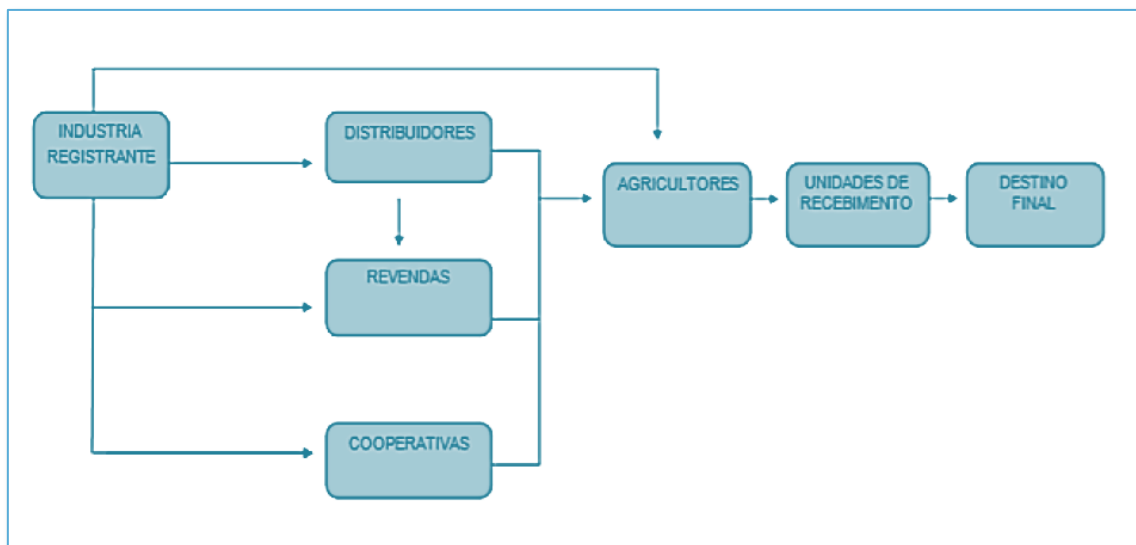 INDUSTRIA
REGISTRANTE
DISTRIBUIDORES
REVENDAS
COOPERATIVAS
AGRICULTORES
UNIDADES DE
RECEBIMENTO
DESTINO
FINAL